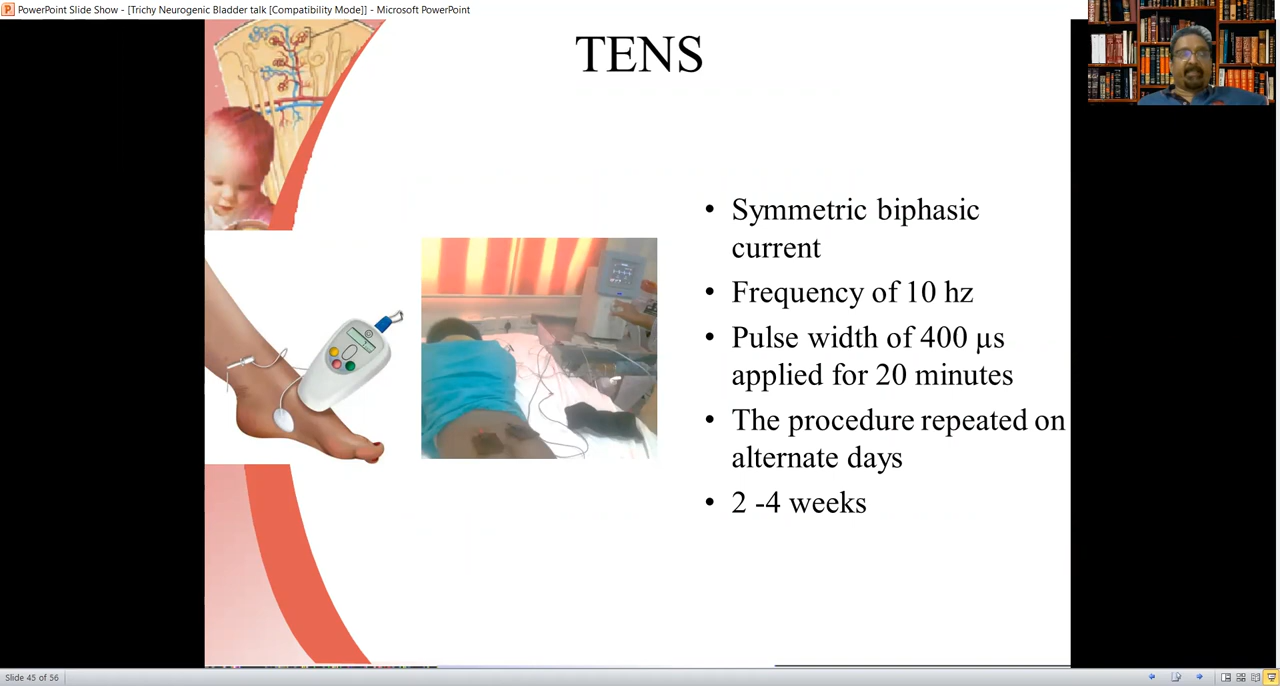 PowerPoint Slide Show - [Trichy Neurogenic Bladder talk [Compatibility Mode]] - Microsoft PowerPoint
TENS
• Symmetric biphasic
current
• Frequency of 10 hz
• Pulse width of 400 µs
applied for 20 minutes
• The procedure repeated on
alternate days
• 2 -4 weeks
Slide 45 of 56